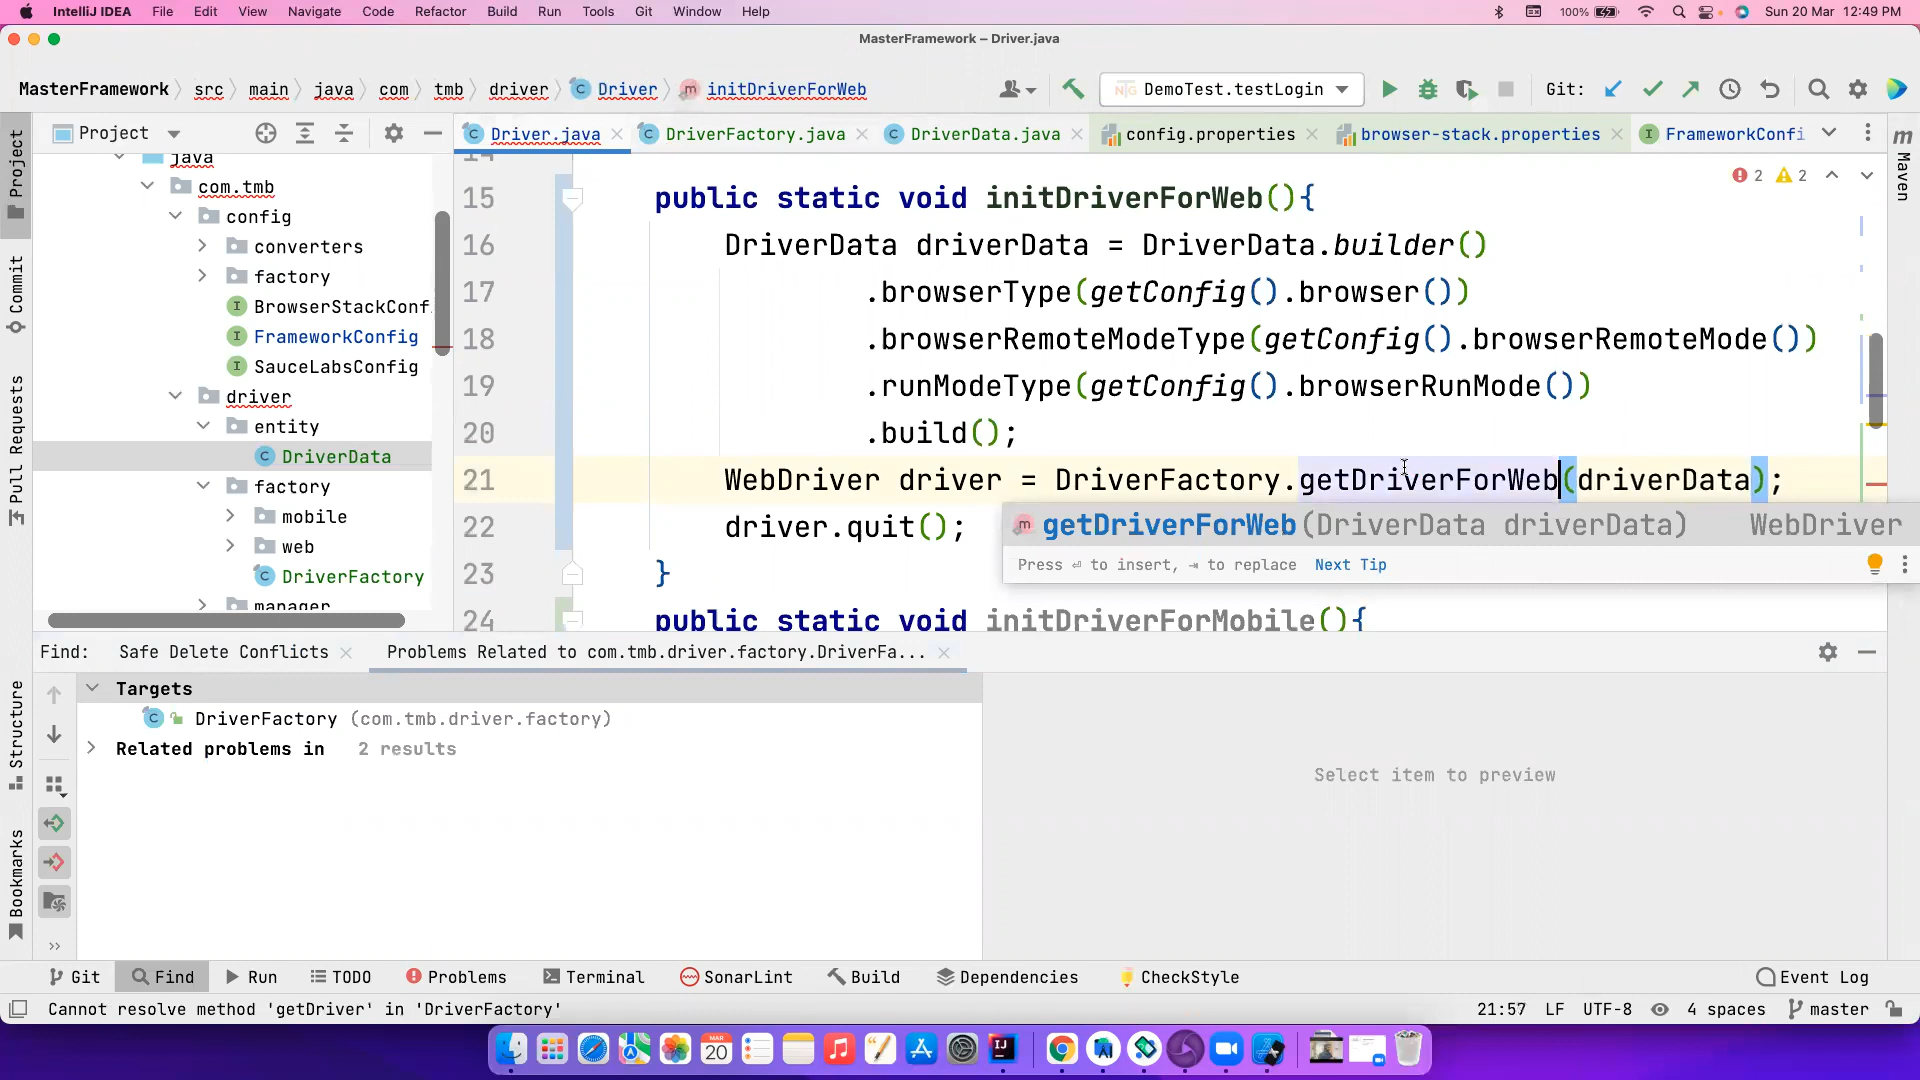 IntelliJ IDEA File Edit View Navigate Code Refactor Build Run Tools Git Window Help 100% Sun 20 Mar 12:49 PM
MasterFramework – Driver.java
MasterFramework src main java com tmb driver Driver initDriverForWeb DemoTest.testLogin Git:
Project Driver.java DriverFactory.java DriverData.java config.properties browser-stack.properties FrameworkConfi
java
com.tmb
config
converters
factory
BrowserStackConf
FrameworkConfig
SauceLabsConfig
driver
entity
DriverData
factory
mobile
web
DriverFactory
manager
2 2
14
15 public static void initDriverForWeb(){
16 DriverData driverData = DriverData.builder()
17 .browserType(getConfig().browser())
18 .browserRemoteModeType(getConfig().browserRemoteMode())
19 .runModeType(getConfig().browserRunMode())
20 .build();
21 WebDriver driver = DriverFactory.getDriverForWeb(driverData);
22 driver.quit();
23 }
24 public static void initDriverForMobile(){
getDriverForWeb(DriverData driverData) WebDriver
Press ⏎ to insert, ⇥ to replace Next Tip
Project
Commit
Pull Requests
Structure
Bookmarks
Maven
Find: Safe Delete Conflicts Problems Related to com.tmb.driver.factory.DriverFa...
Targets
DriverFactory (com.tmb.driver.factory)
Related problems in 2 results
Select item to preview
Git Find Run TODO Problems Terminal SonarLint Build Dependencies CheckStyle Event Log
Cannot resolve method 'getDriver' in 'DriverFactory' 21:57 LF UTF-8 4 spaces master
MAR
20